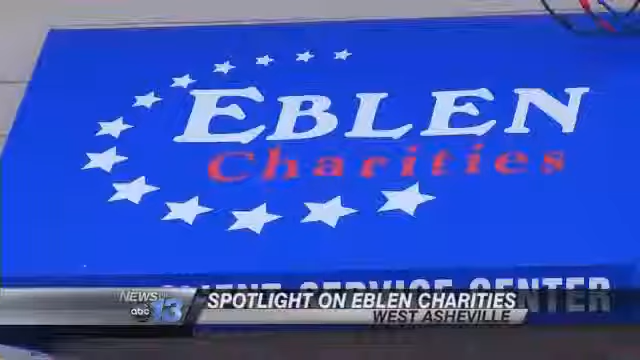 EBLEN
Charities
SERVICE CENTER
NEWS
abc 13
SPOTLIGHT ON EBLEN CHARITIES
WEST ASHEVILLE